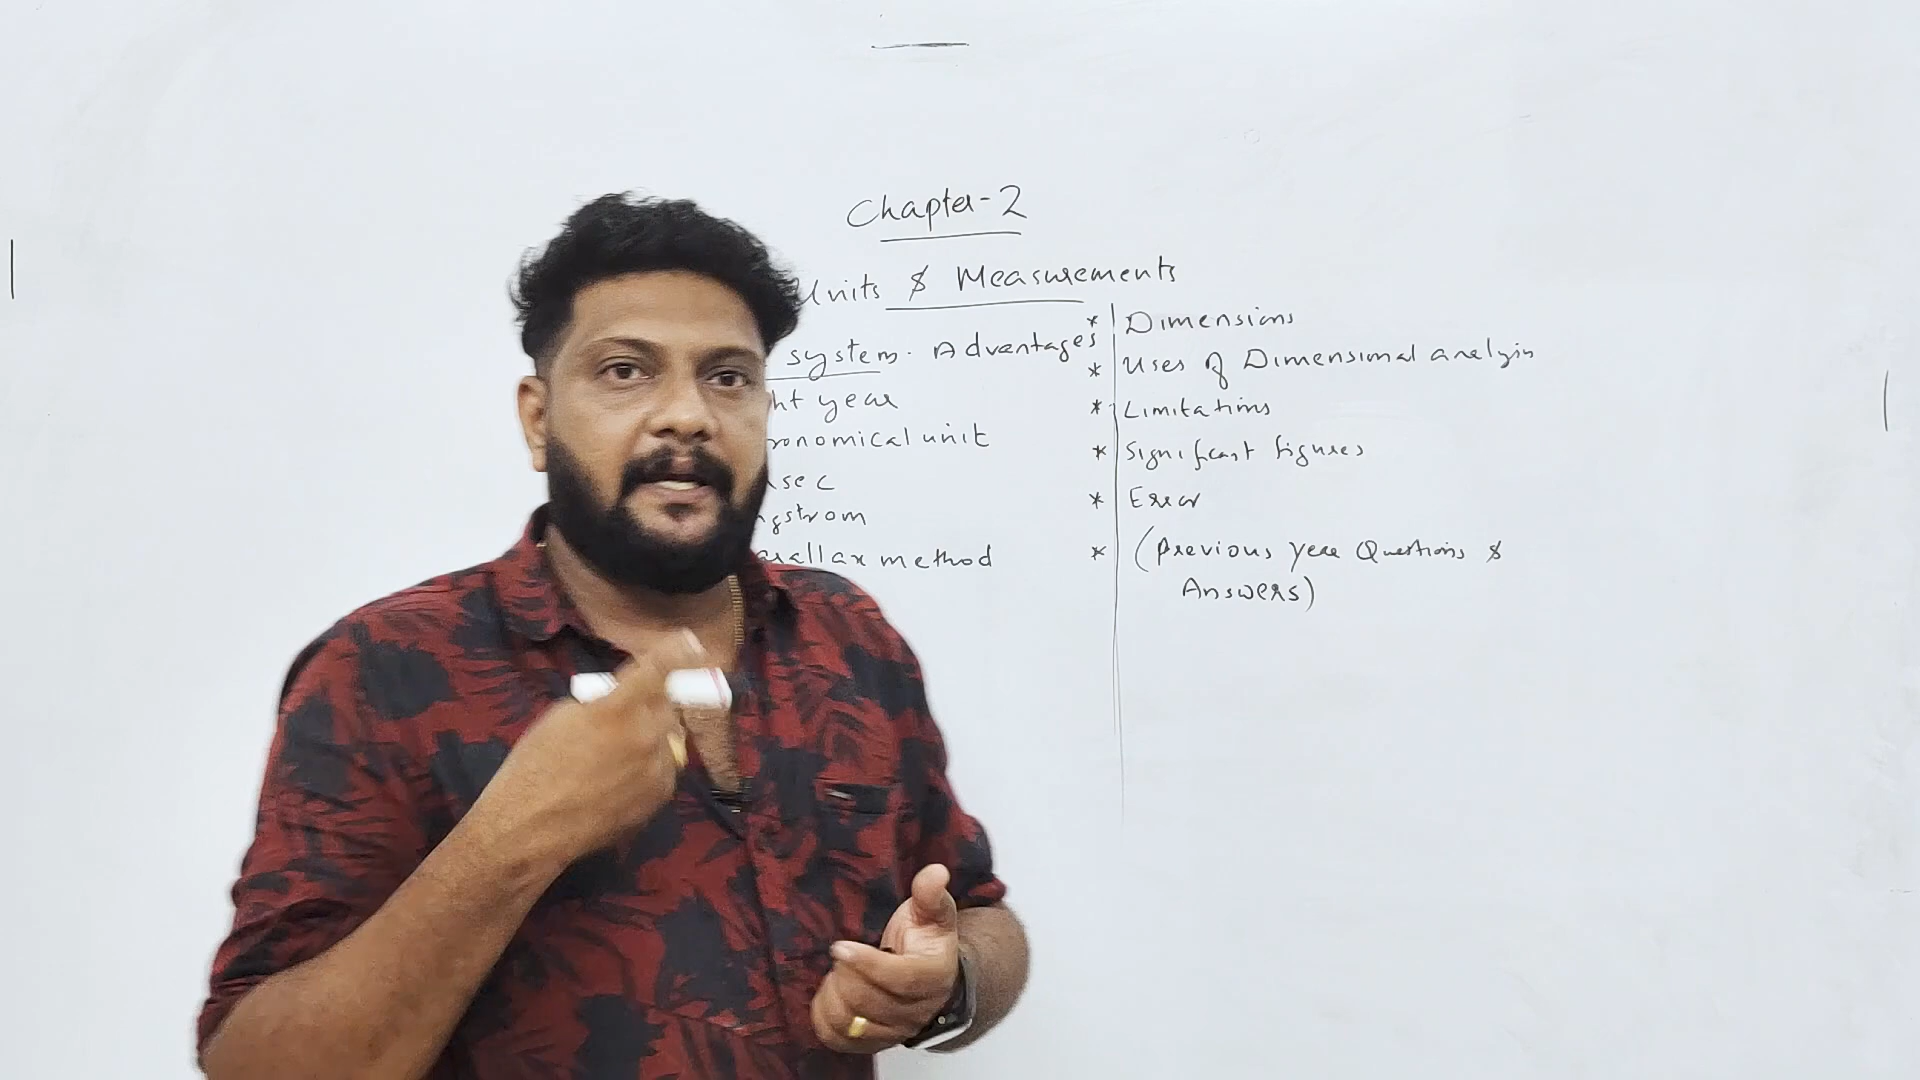 Chapter-2
Units & Measurements
system. Advantages
ht year
ronomical unit
sec
gstrom
rallax method
* Dimensions
* Uses of Dimensional analysis
* Limitations
* Significant figures
* Error
* (Previous year Questions &
Answers)